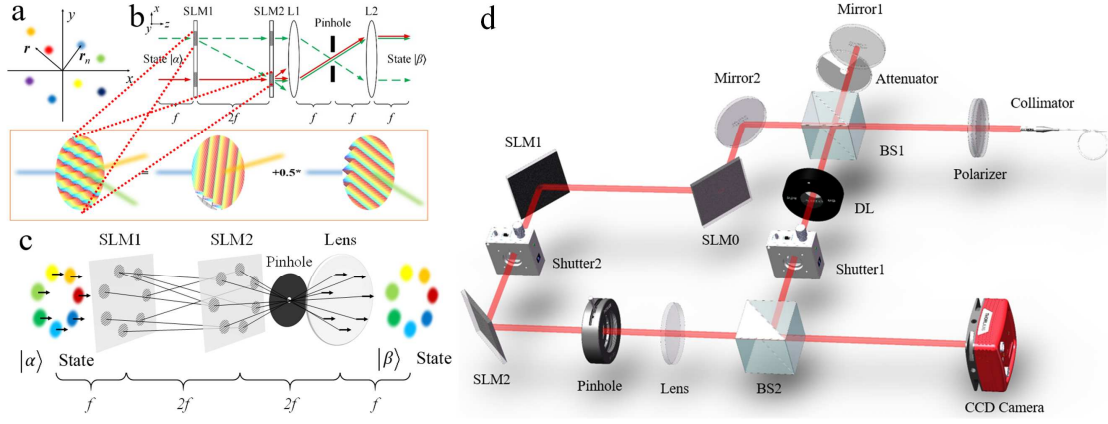 a
y
r
r_n
x
b
x
y
z
SLM1
SLM2
L1
Pinhole
L2
State |α⟩
State |β⟩
f
2f
f
f
f
=
+0.5*
c
SLM1
SLM2
Lens
Pinhole
|α⟩ State
|β⟩ State
f
2f
2f
f
d
Mirror1
Mirror2
Attenuator
Collimator
SLM1
BS1
Polarizer
DL
SLM0
Shutter2
Shutter1
SLM2
Pinhole
Lens
BS2
CCD Camera